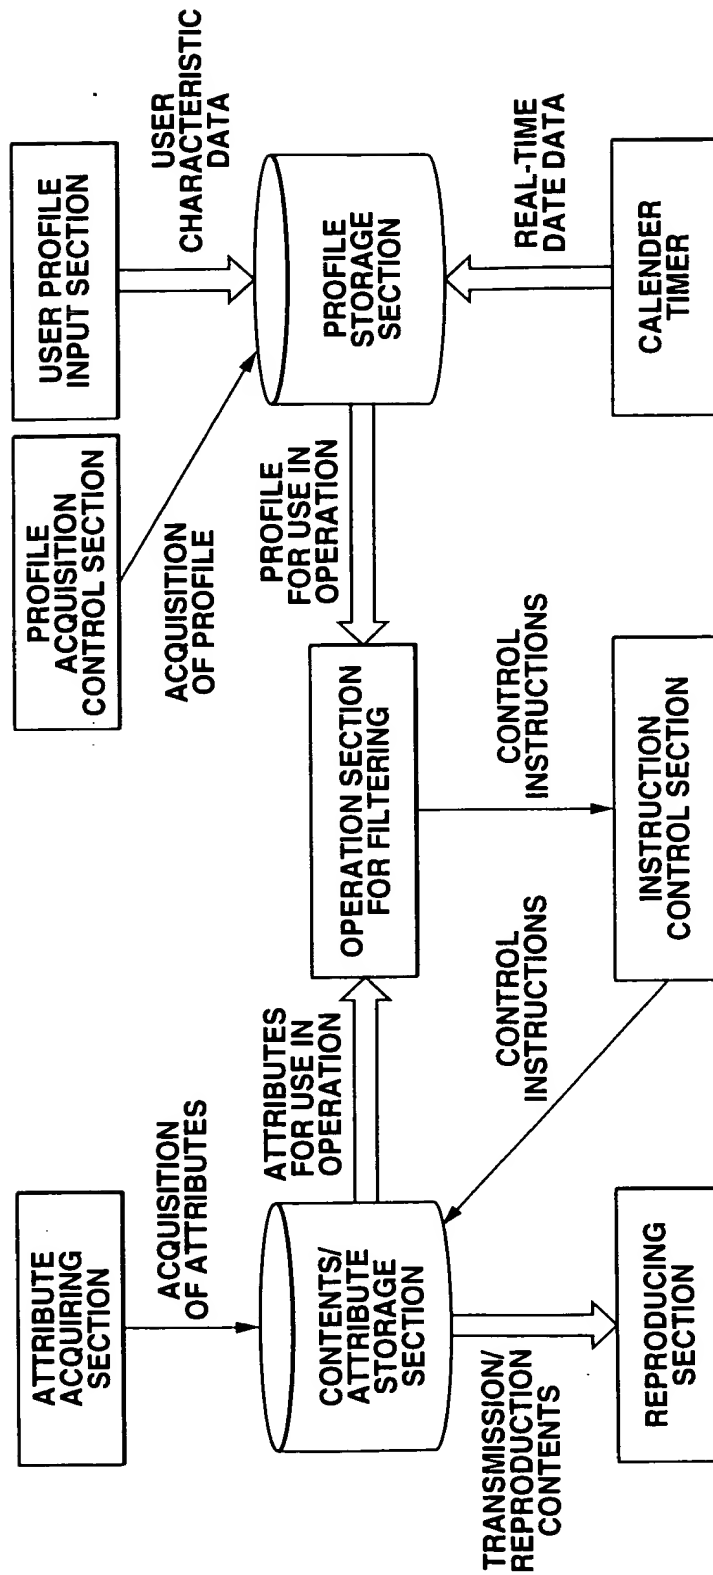 ATTRIBUTE
ACQUIRING
SECTION
PROFILE
ACQUISITION
CONTROL SECTION
USER PROFILE
INPUT SECTION
ACQUISITION
OF ATTRIBUTES
ACQUISITION
OF PROFILE
USER
CHARACTERISTIC
DATA
CONTENTS/
ATTRIBUTE
STORAGE
SECTION
ATTRIBUTES
FOR USE IN
OPERATION
OPERATION SECTION
FOR FILTERING
PROFILE
FOR USE IN
OPERATION
PROFILE
STORAGE
SECTION
TRANSMISSION/
REPRODUCTION
CONTENTS
CONTROL
INSTRUCTIONS
CONTROL
INSTRUCTIONS
REAL-TIME
DATE DATA
REPRODUCING
SECTION
INSTRUCTION
CONTROL SECTION
CALENDER
TIMER